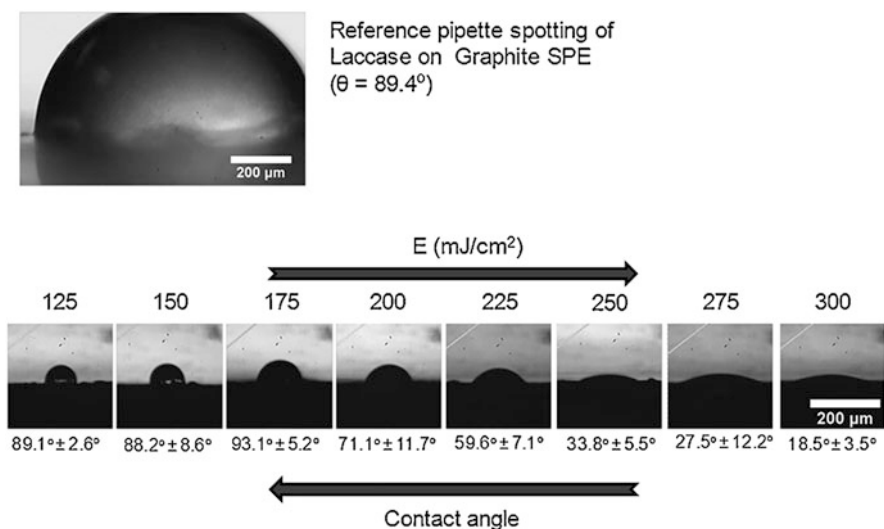 Reference pipette spotting of
Laccase on Graphite SPE
(θ = 89.4°)
200 µm
E (mJ/cm²)
125 150 175 200 225 250 275 300
200 µm
89.1°± 2.6° 88.2°± 8.6° 93.1°± 5.2° 71.1°± 11.7° 59.6°± 7.1° 33.8°± 5.5° 27.5°± 12.2° 18.5°± 3.5°
Contact angle